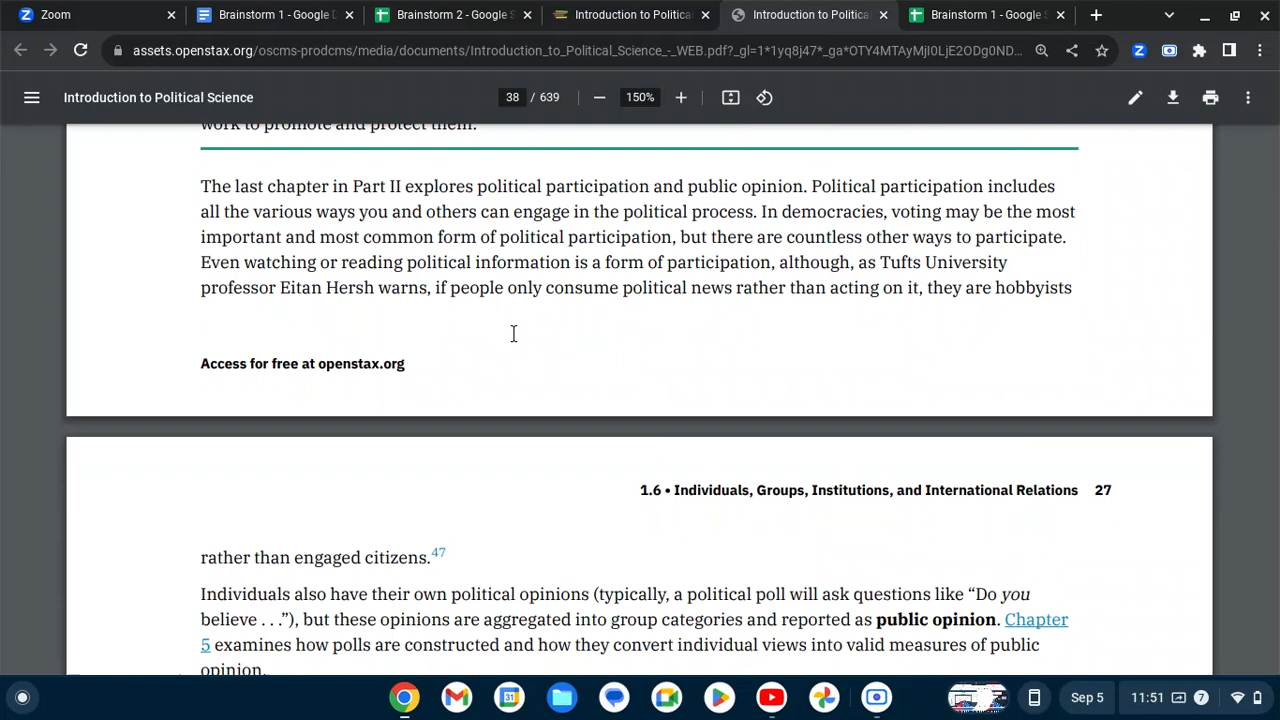 Zoom
Brainstorm 1 - Google D
Brainstorm 2 - Google S
Introduction to Politica
Introduction to Politica
Brainstorm 1 - Google S
assets.openstax.org/oscms-prodcms/media/documents/Introduction_to_Political_Science_-_WEB.pdf?_gl=1*1yq8j47*_ga*OTY4MTAyMjI0LjE2ODg0ND...
Introduction to Political Science
38 / 639
150%
work to promote and protect them.
The last chapter in Part II explores political participation and public opinion. Political participation includes
all the various ways you and others can engage in the political process. In democracies, voting may be the most
important and most common form of political participation, but there are countless other ways to participate.
Even watching or reading political information is a form of participation, although, as Tufts University
professor Eitan Hersh warns, if people only consume political news rather than acting on it, they are hobbyists
Access for free at openstax.org
1.6 • Individuals, Groups, Institutions, and International Relations 27
rather than engaged citizens.47
Individuals also have their own political opinions (typically, a political poll will ask questions like “Do you
believe . . .”), but these opinions are aggregated into group categories and reported as public opinion. Chapter
5 examines how polls are constructed and how they convert individual views into valid measures of public
opinion.
Sep 5
11:51
7